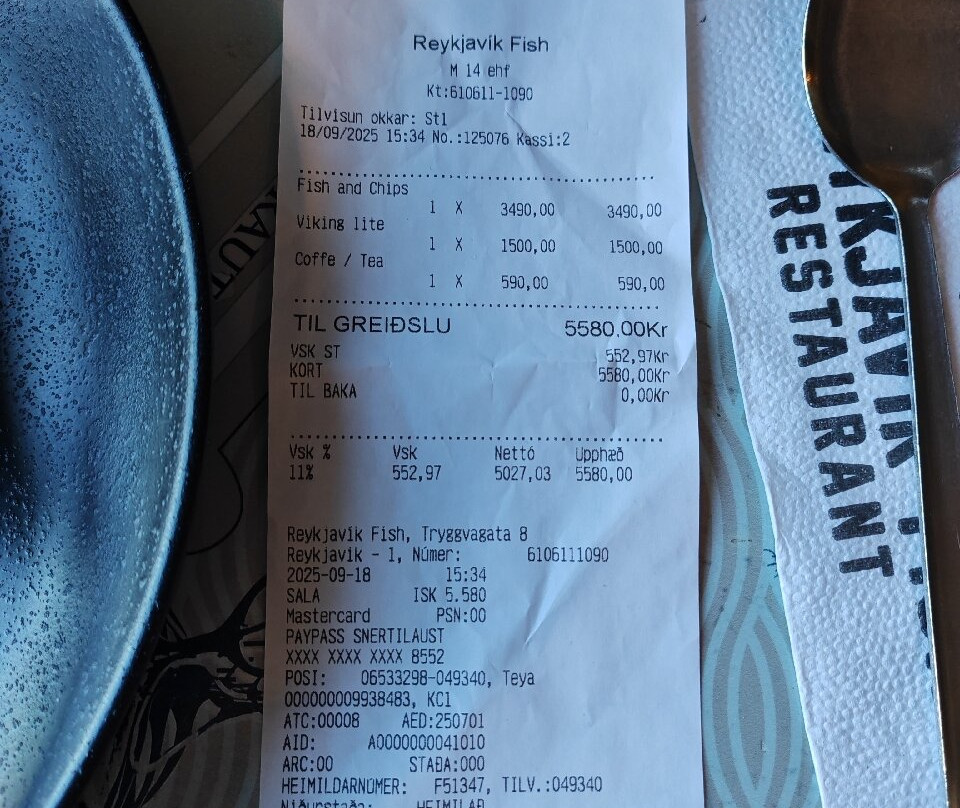 Reykjavík Fish
M 14 ehf
Kt:610611-1090
Tilvisun okkar: St1
18/09/2025 15:34 No.:125076 Kassi:2
Fish and Chips
1 X 3490,00 3490,00
Viking lite
1 X 1500,00 1500,00
Coffe / Tea
1 X 590,00 590,00
TIL GREIÐSLU 5580.00Kr
VSK ST 552,97Kr
KORT 5580,00Kr
TIL BAKA 0,00Kr
Vsk % Vsk Nettó Upphæð
11% 552,97 5027,03 5580,00
Reykjavík Fish, Tryggvagata 8
Reykjavík - 1, Númer: 6106111090
2025-09-18 15:34
SALA ISK 5.580
Mastercard PSN:00
PAYPASS SNERTILAUST
XXXX XXXX XXXX 8552
POSI: 06533298-049340, Teya
000000009938483, KC1
ATC:00008 AED:250701
AID: A0000000041010
ARC:00 STAÐA:000
HEIMILDARNÚMER: F51347, TILV.:049340
Niðurstaða: HEIMILAÐ
RESTAURANT